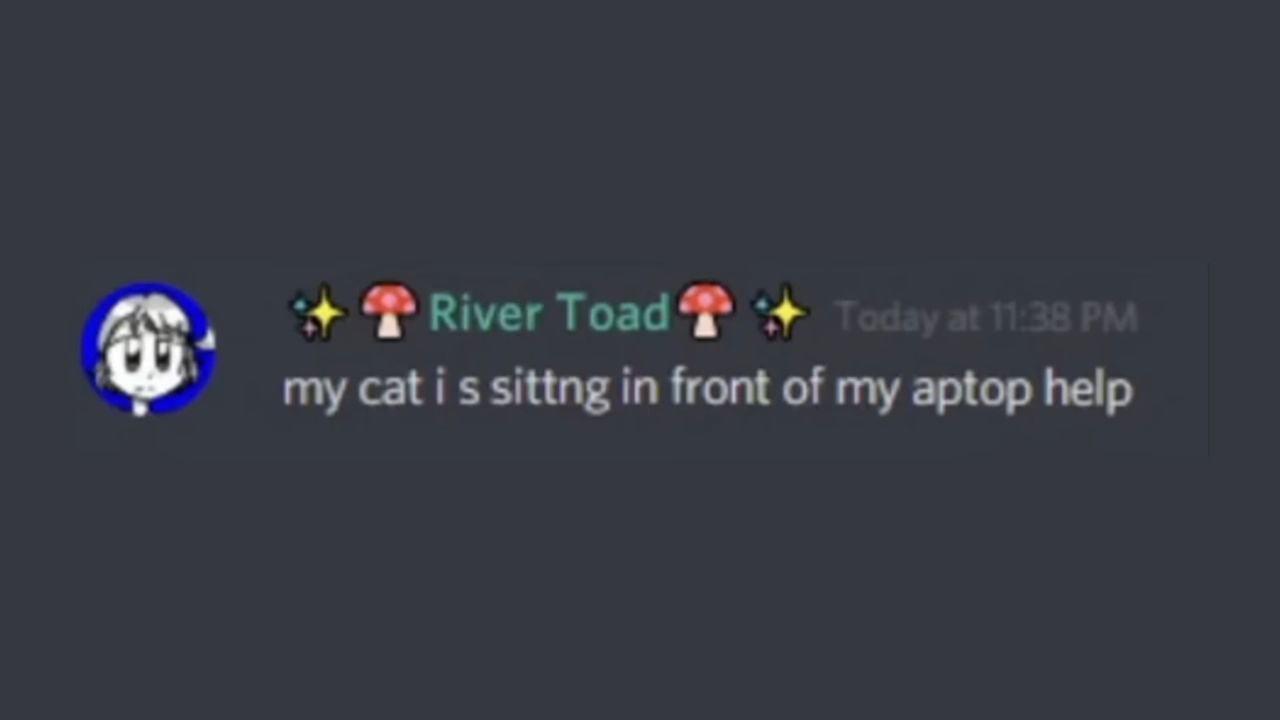 ✨🍄River Toad🍄✨ Today at 11:38 PM
my cat i s sittng in front of my aptop help